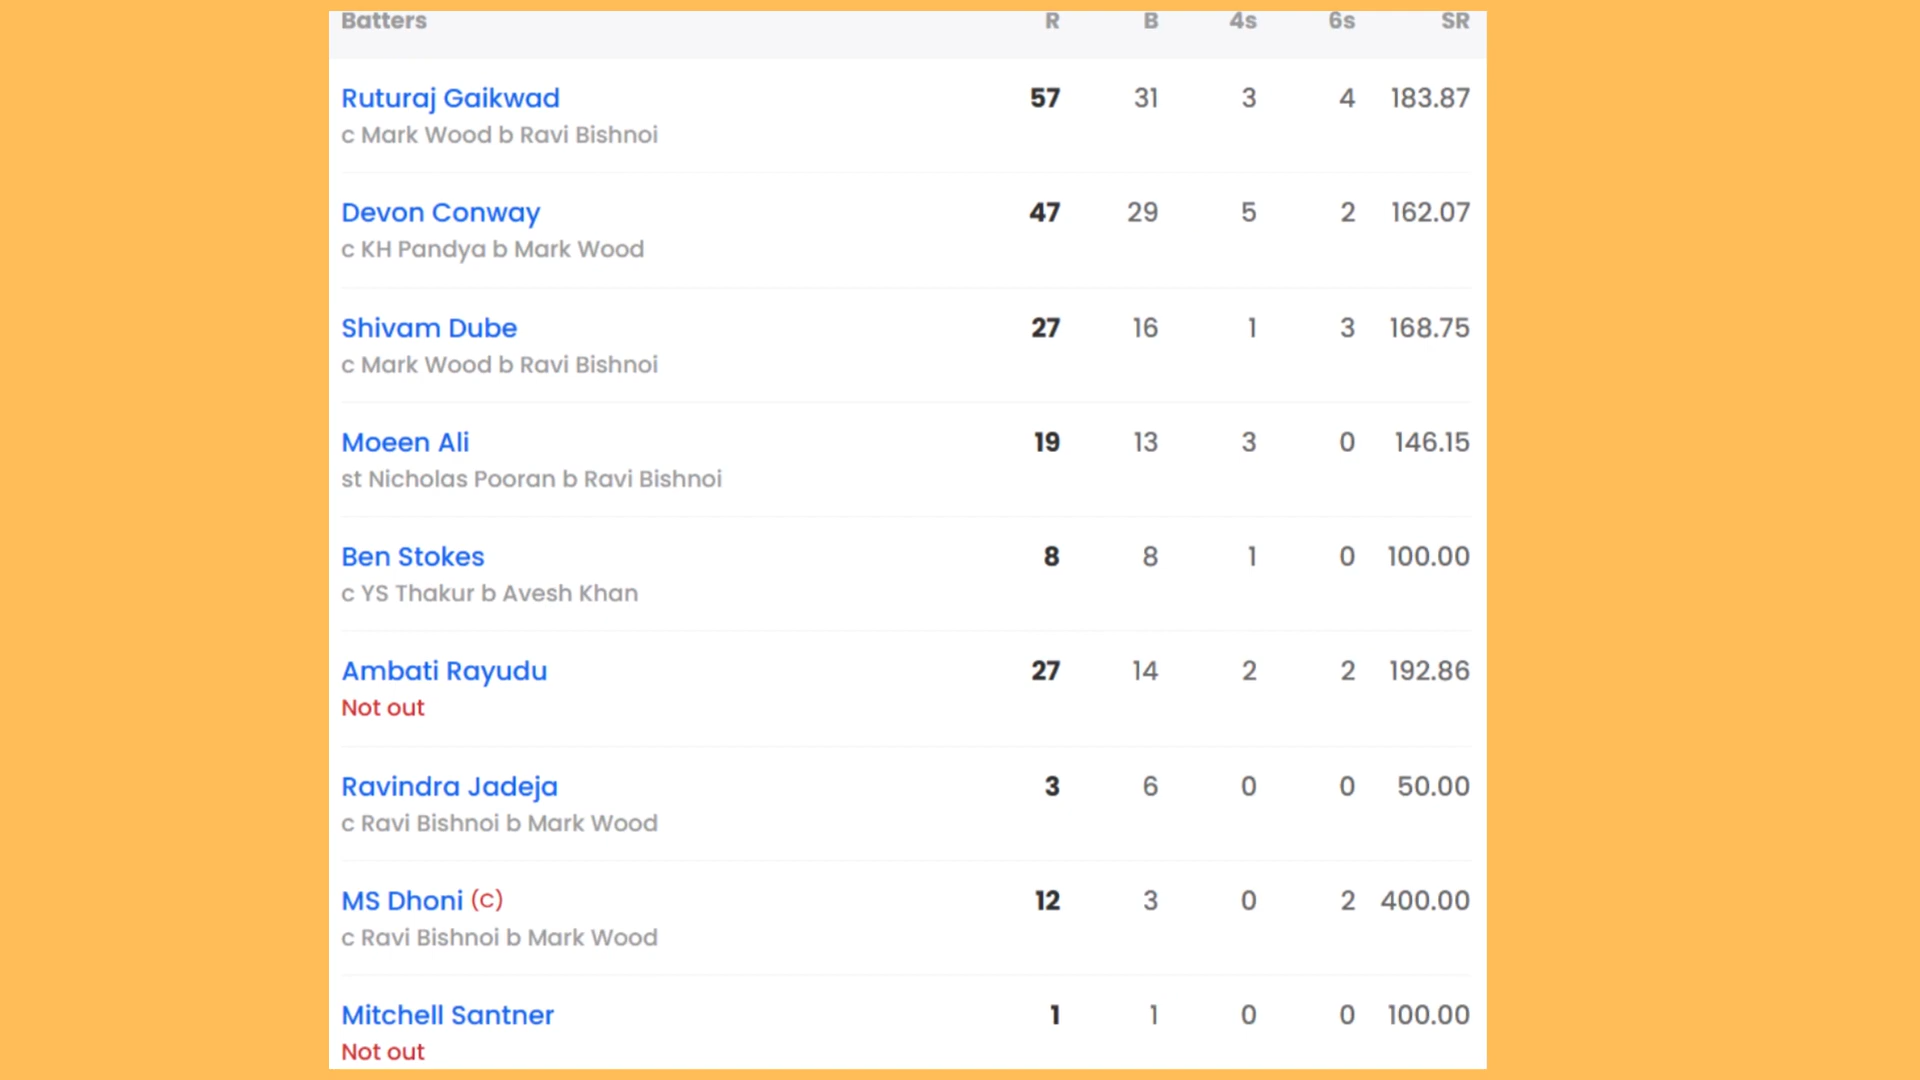 Batters R B 4s 6s SR
Ruturaj Gaikwad 57 31 3 4 183.87
c Mark Wood b Ravi Bishnoi
Devon Conway 47 29 5 2 162.07
c KH Pandya b Mark Wood
Shivam Dube 27 16 1 3 168.75
c Mark Wood b Ravi Bishnoi
Moeen Ali 19 13 3 0 146.15
st Nicholas Pooran b Ravi Bishnoi
Ben Stokes 8 8 1 0 100.00
c YS Thakur b Avesh Khan
Ambati Rayudu 27 14 2 2 192.86
Not out
Ravindra Jadeja 3 6 0 0 50.00
c Ravi Bishnoi b Mark Wood
MS Dhoni (C) 12 3 0 2 400.00
c Ravi Bishnoi b Mark Wood
Mitchell Santner 1 1 0 0 100.00
Not out